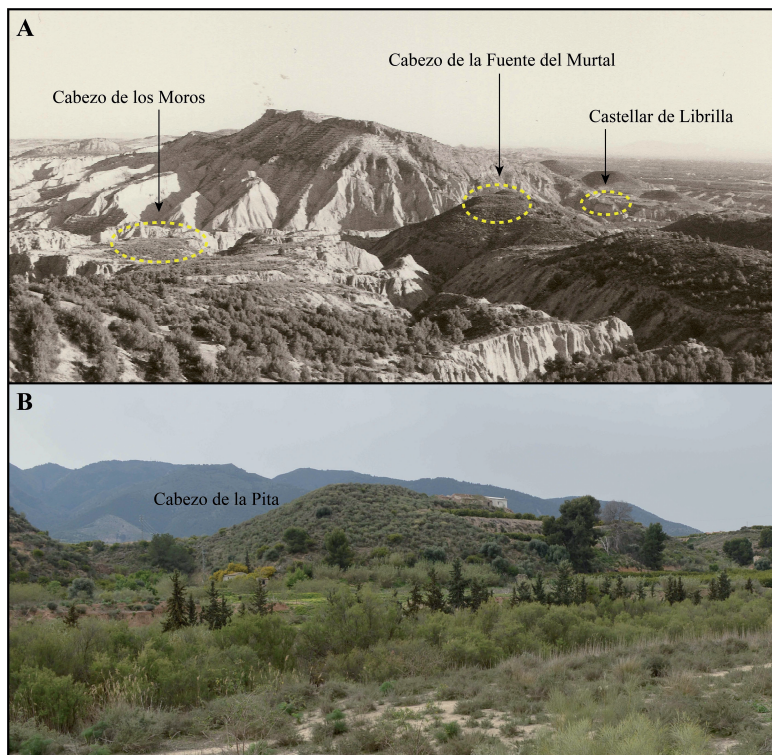 A
Cabezo de la Fuente del Murtal
Cabezo de los Moros
Castellar de Librilla
B
Cabezo de la Pita